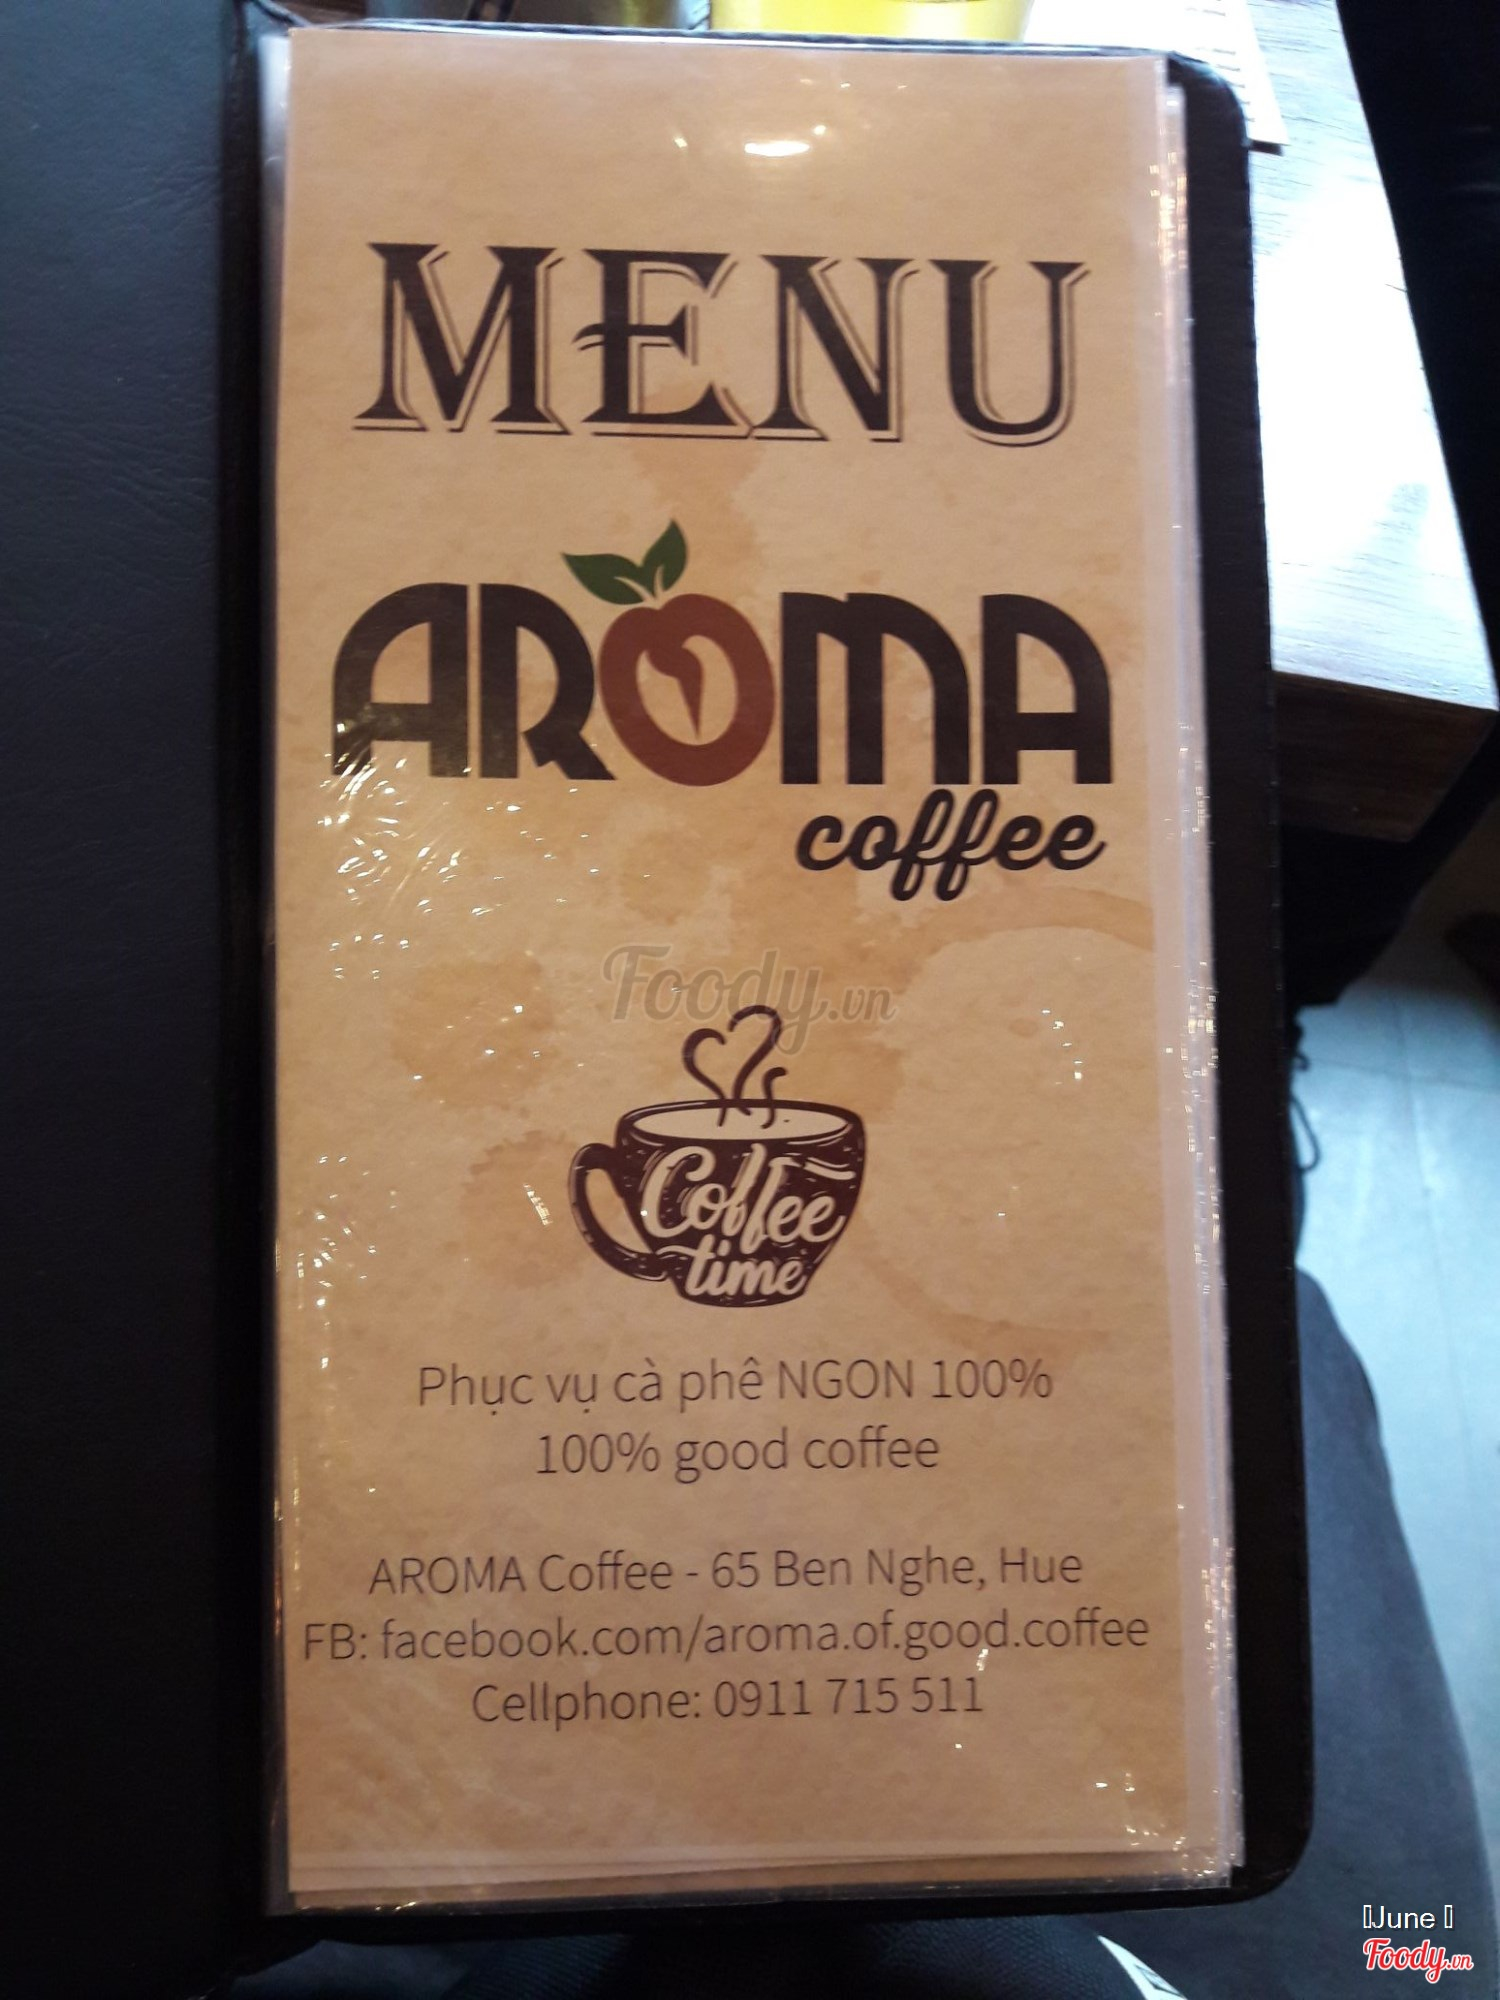 MENU
AROMA
coffee
Foody.vn
Coffee
time
Phục vụ cà phê NGON 100%
100% good coffee
AROMA Coffee - 65 Ben Nghe, Hue
FB: facebook.com/aroma.of.good.coffee
Cellphone: 0911 715 511
June
Foody.vn